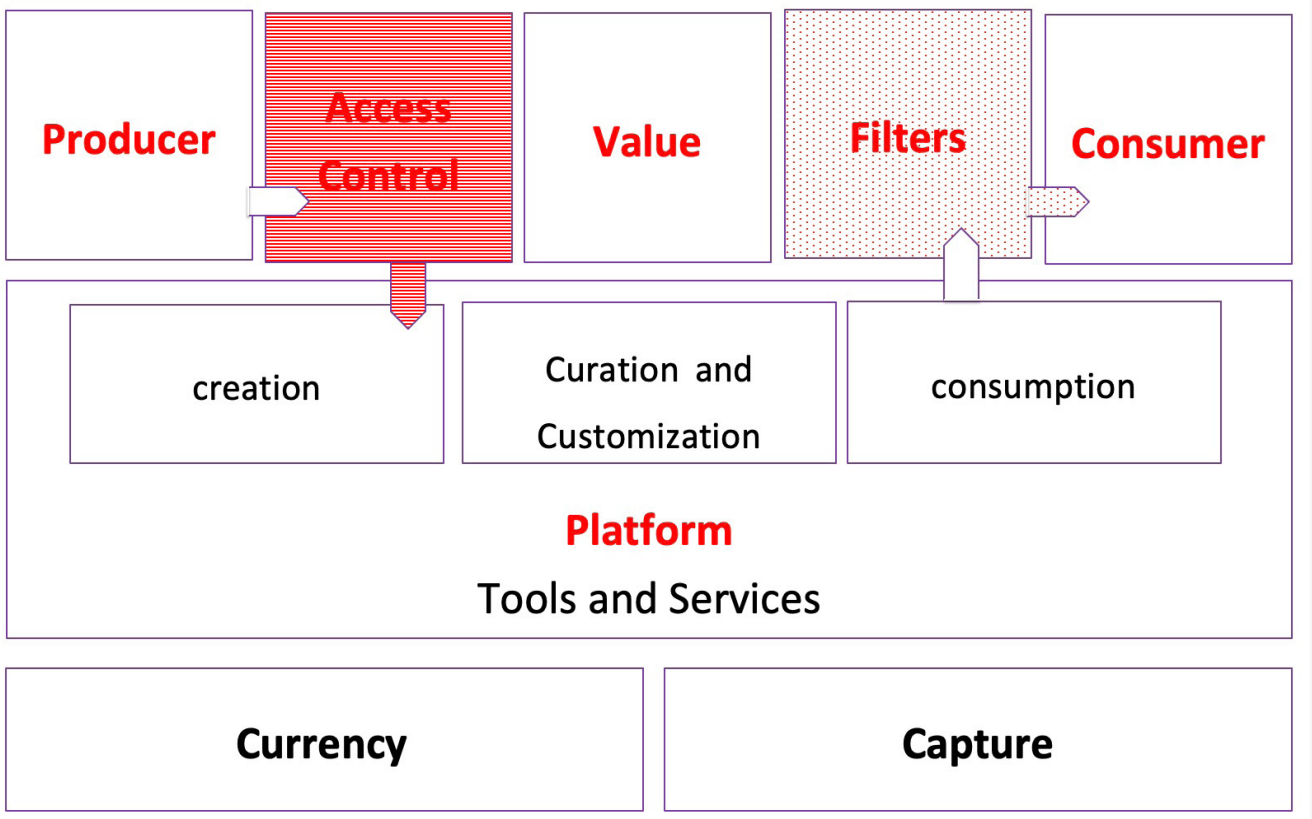 Producer
Access
Control
Value
Filters
Consumer
creation
Curation and
Customization
consumption
Platform
Tools and Services
Currency
Capture